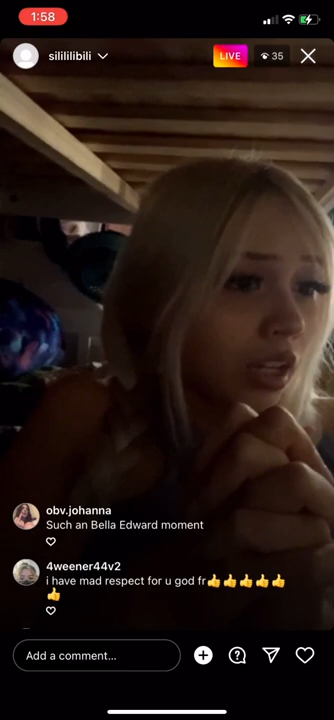 1:58
silililibili
LIVE
35
obv.johanna
Such an Bella Edward moment
4weener44v2
i have mad respect for u god fr👍👍👍👍👍
👍
Add a comment...